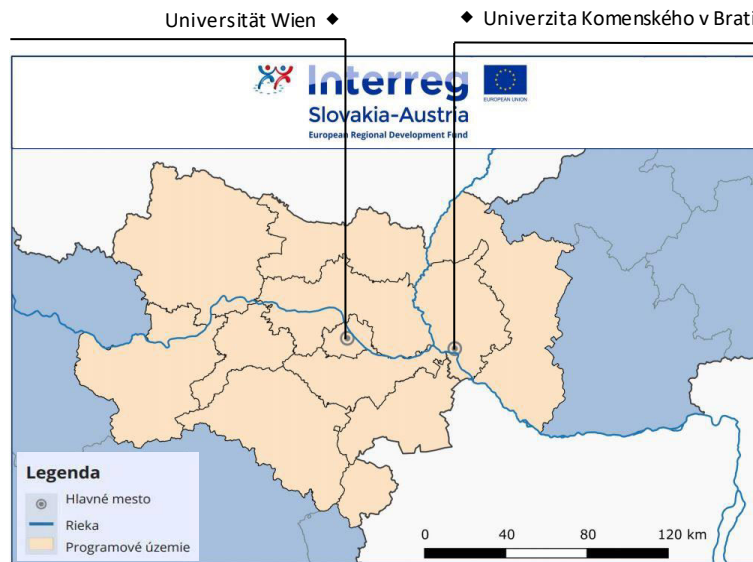 Universität Wien ◆
◆ Univerzita Komenského v Brati
Interreg
EUROPEAN UNION
Slovakia-Austria
European Regional Development Fund
Legenda
Hlavné mesto
Rieka
Programové územie
0 40 80 120 km